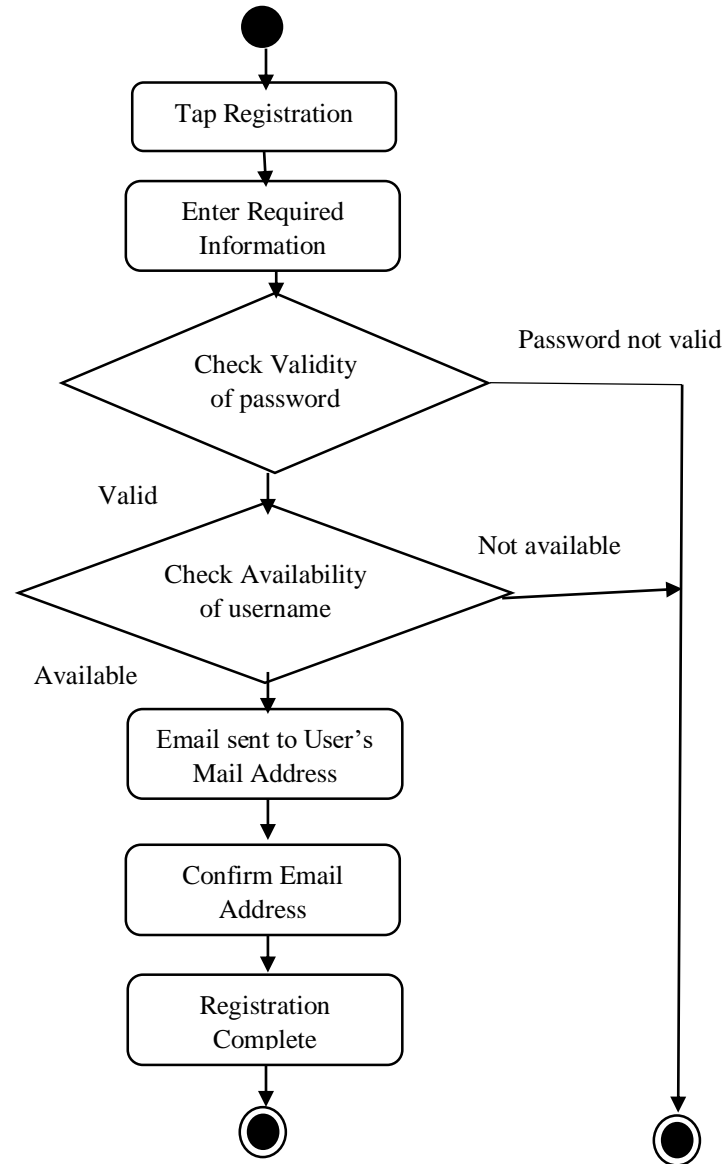 Tap Registration
Enter Required
Information
Password not valid
Check Validity
of password
Valid
Not available
Check Availability
of username
Available
Email sent to User’s
Mail Address
Confirm Email
Address
Registration
Complete